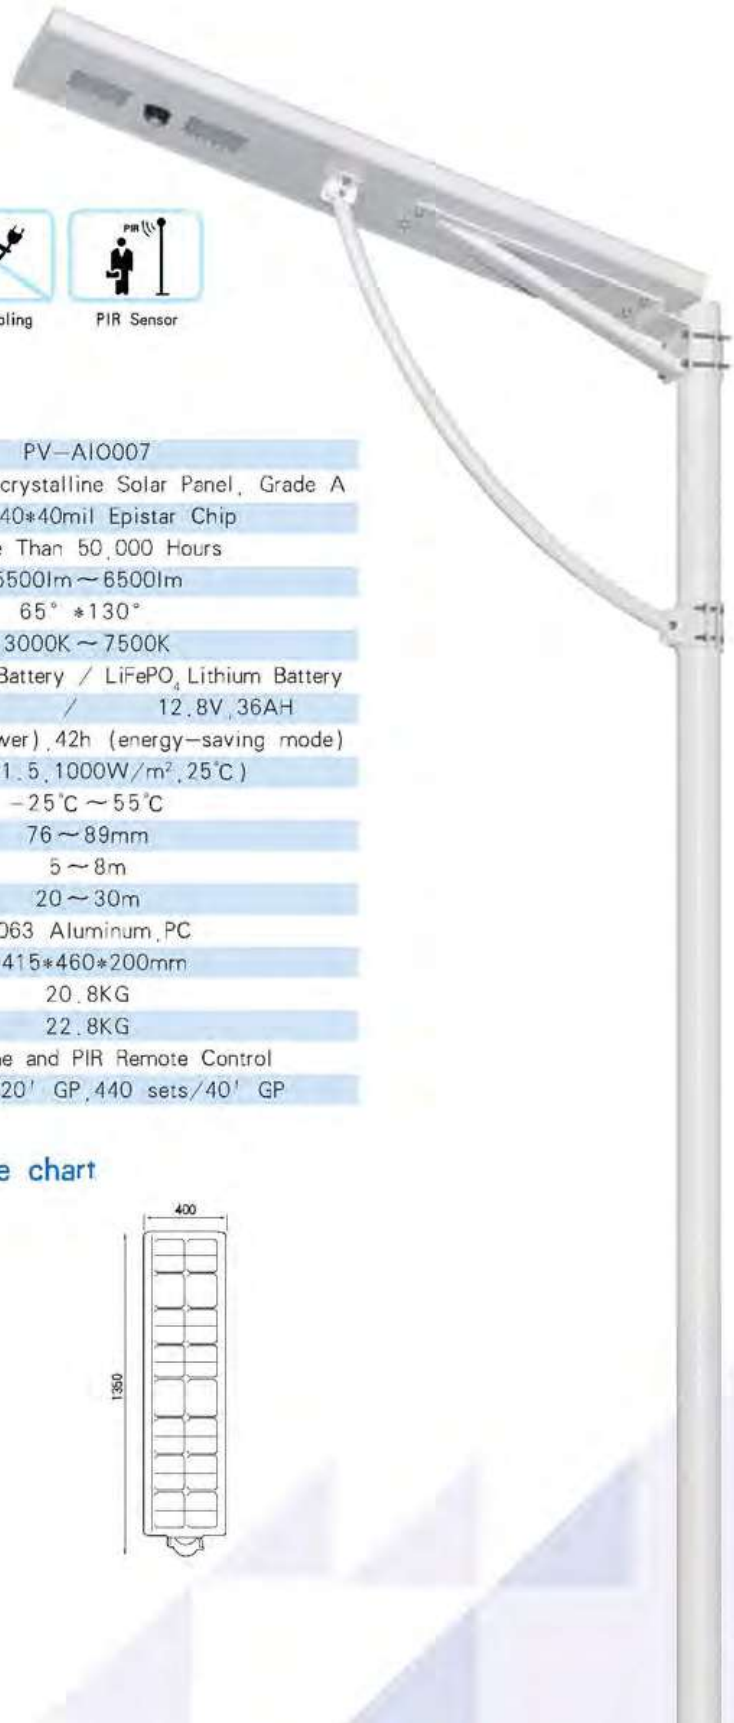 PIR
PIR Sensor
PV-AIO007
crystalline Solar Panel, Grade A
40*40mil Epistar Chip
Than 50,000 Hours
5500lm~6500lm
65° *130°
3000K~7500K
Battery / LiFePO₄ Lithium Battery
/ 12.8V,36AH
42h (energy-saving mode)
1.5,1000W/m²,25℃)
-25℃~55℃
76~89mm
5~8m
20~30m
063 Aluminum,PC
415*460*200mm
20.8KG
22.8KG
and PIR Remote Control
20' GP,440 sets/40' GP
chart
400
1350